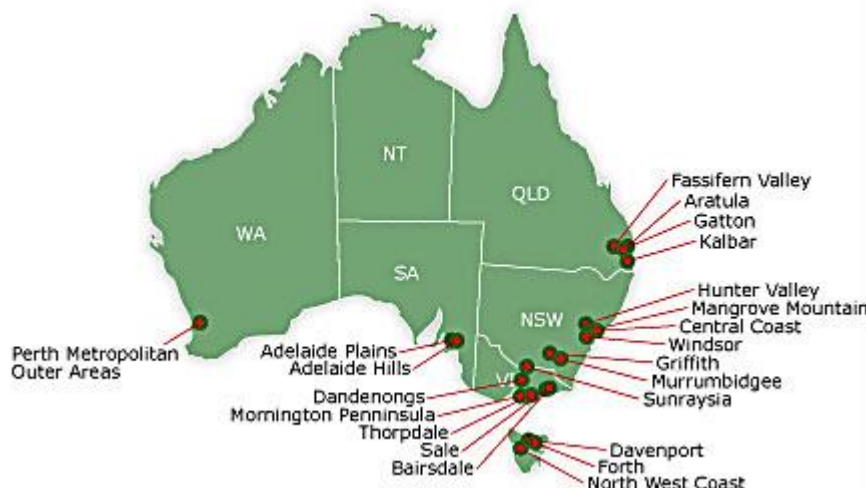 NT
QLD
WA
SA
NSW
Fassifern Valley
Aratula
Gatton
Kalbar
Hunter Valley
Mangrove Mountain
Central Coast
Windsor
Griffith
Murrumbidgee
Sunraysia
Perth Metropolitan
Outer Areas
Adelaide Plains
Adelaide Hills
Dandenongs
Mornington Penninsula
Thorpdale
Sale
Bairsdale
Davenport
Forth
North West Coast